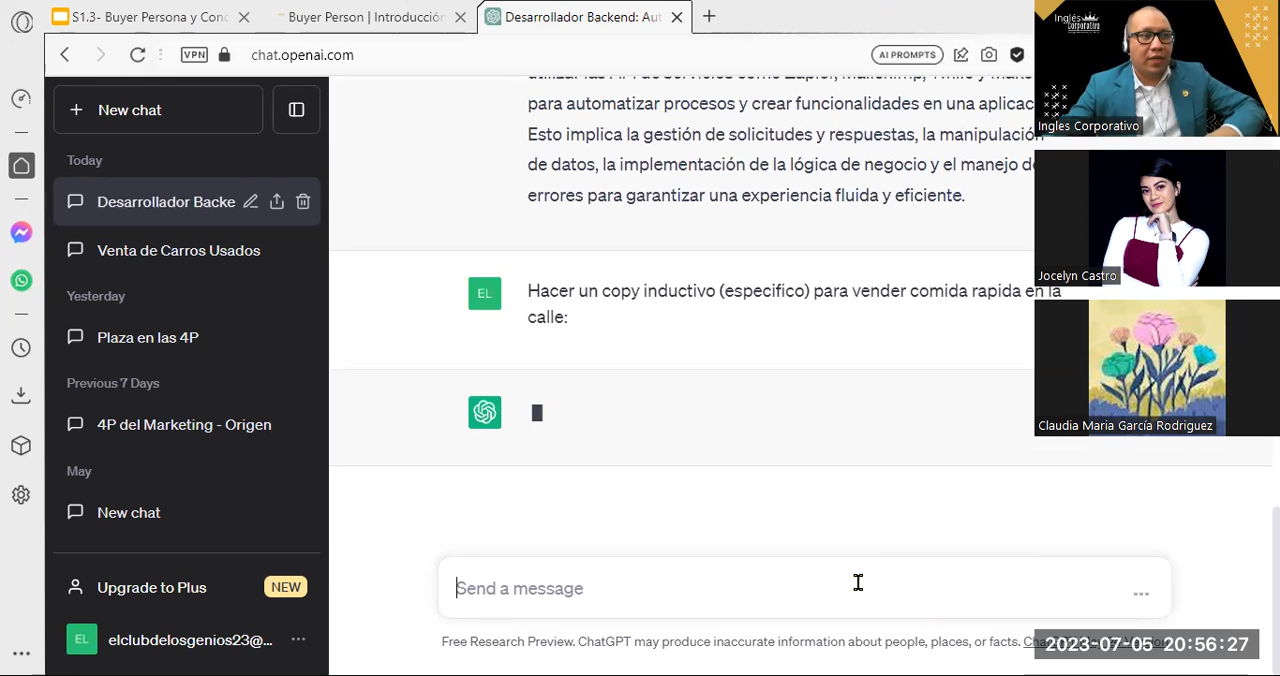 S1.3- Buyer Persona y Con
Buyer Person | Introducción
Desarrollador Backend: Aut
VPN
chat.openai.com
AI PROMPTS
Inglés
Corporativo
Ingles Corporativo
New chat
Today
Desarrollador Backe
Venta de Carros Usados
Yesterday
Plaza en las 4P
Previous 7 Days
4P del Marketing - Origen
May
New chat
Upgrade to Plus
NEW
EL
elclubdelosgenios23@...
para automatizar procesos y crear funcionalidades en una aplicac
Esto implica la gestión de solicitudes y respuestas, la manipulación
de datos, la implementación de la lógica de negocio y el manejo de
errores para garantizar una experiencia fluida y eficiente.
EL
Hacer un copy inductivo (especifico) para vender comida rapida en la
calle:
Send a message
Free Research Preview. ChatGPT may produce inaccurate information about people, places, or facts.
Jocelyn Castro
Claudia Maria García Rodriguez
2023-07-05 20:56:27